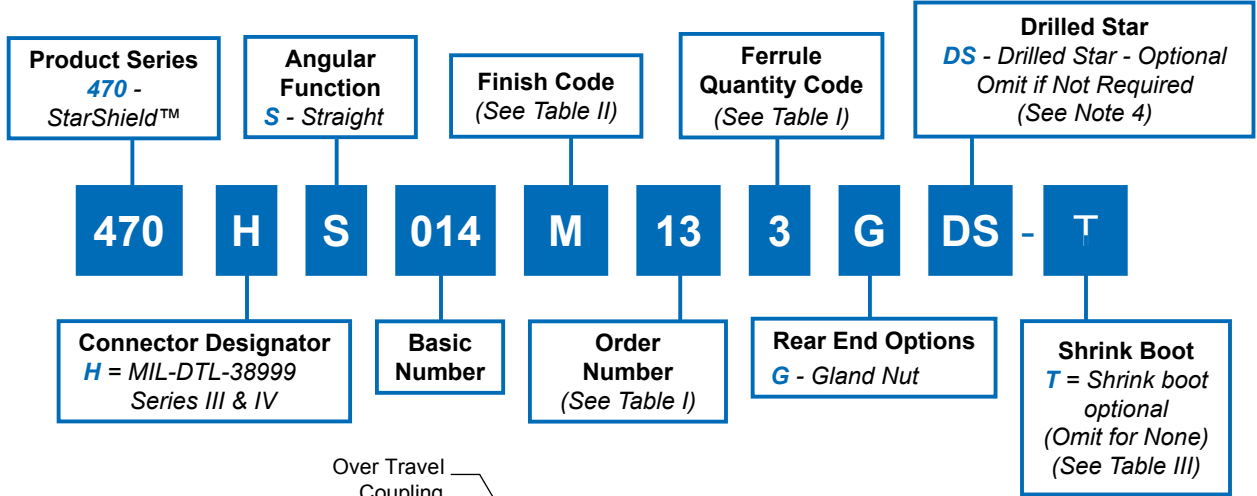 Product Series
470 -
StarShield™
Angular
Function
S - Straight
Finish Code
(See Table II)
Ferrule
Quantity Code
(See Table I)
Drilled Star
DS - Drilled Star - Optional
Omit if Not Required
(See Note 4)
470 H S 014 M 13 3 G DS - T
Connector Designator
H = MIL-DTL-38999
Series III & IV
Basic
Number
Order
Number
(See Table I)
Rear End Options
G - Gland Nut
Shrink Boot
T = Shrink boot
optional
(Omit for None)
(See Table III)
Over Travel
Coupling